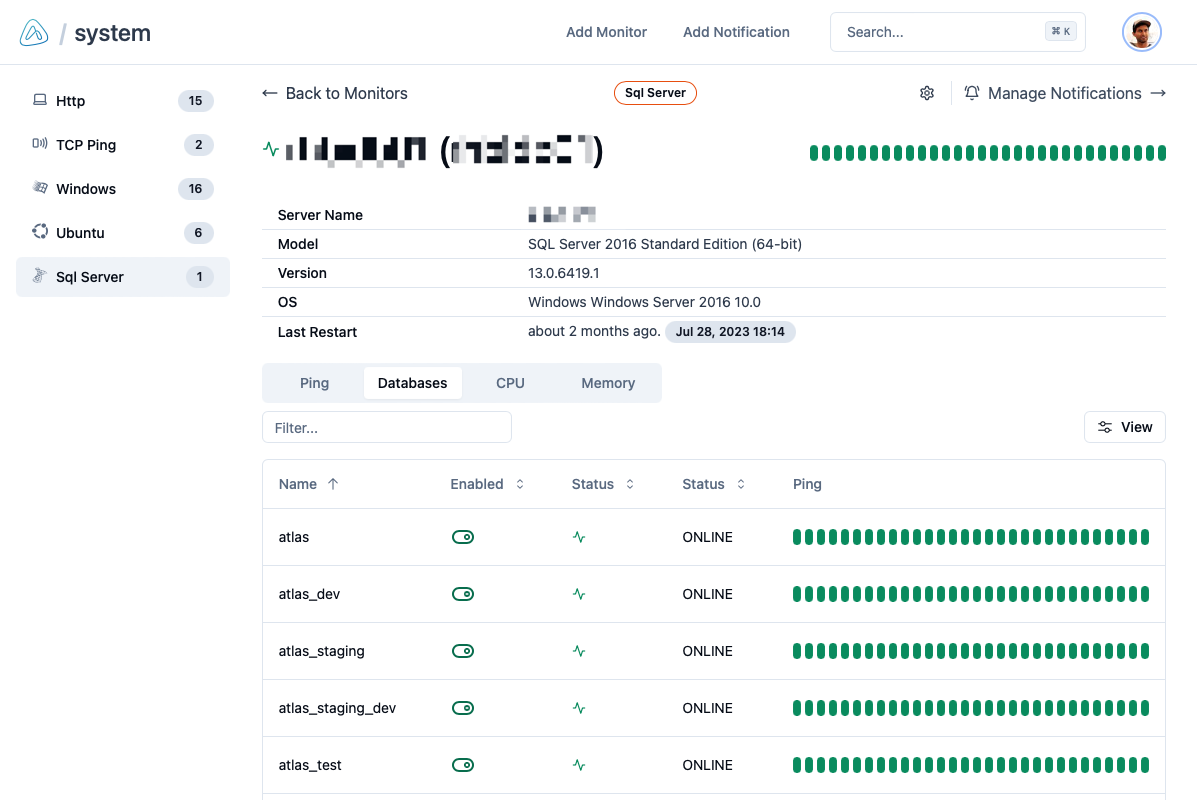 / system
Add Monitor
Add Notification
Search...
⌘ K
Http 15
TCP Ping 2
Windows 16
Ubuntu 6
Sql Server 1
← Back to Monitors
Sql Server
Manage Notifications →
Server Name
Model SQL Server 2016 Standard Edition (64-bit)
Version 13.0.6419.1
OS Windows Windows Server 2016 10.0
Last Restart about 2 months ago. Jul 28, 2023 18:14
Ping Databases CPU Memory
Filter...
View
Name ↑ Enabled Status Status Ping
atlas ONLINE
atlas_dev ONLINE
atlas_staging ONLINE
atlas_staging_dev ONLINE
atlas_test ONLINE